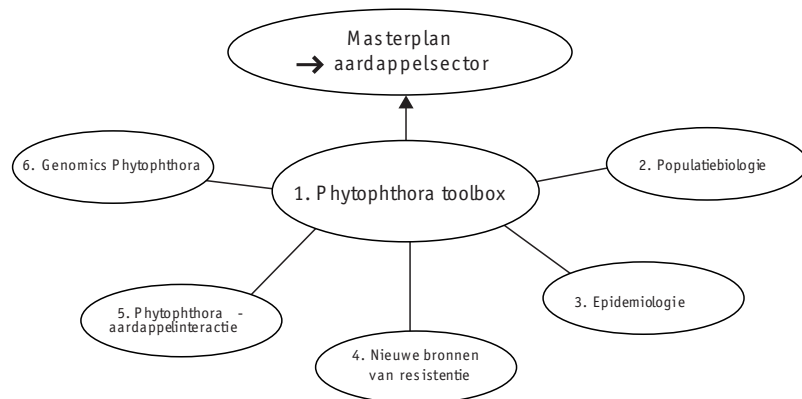 Masterplan
→ aardappelsector
6. Genomics Phytophthora
2. Populatiebiologie
1. Phytophthora toolbox
3. Epidemiologie
5. Phytophthora -
aardappelinteractie
4. Nieuwe bronnen
van resistentie